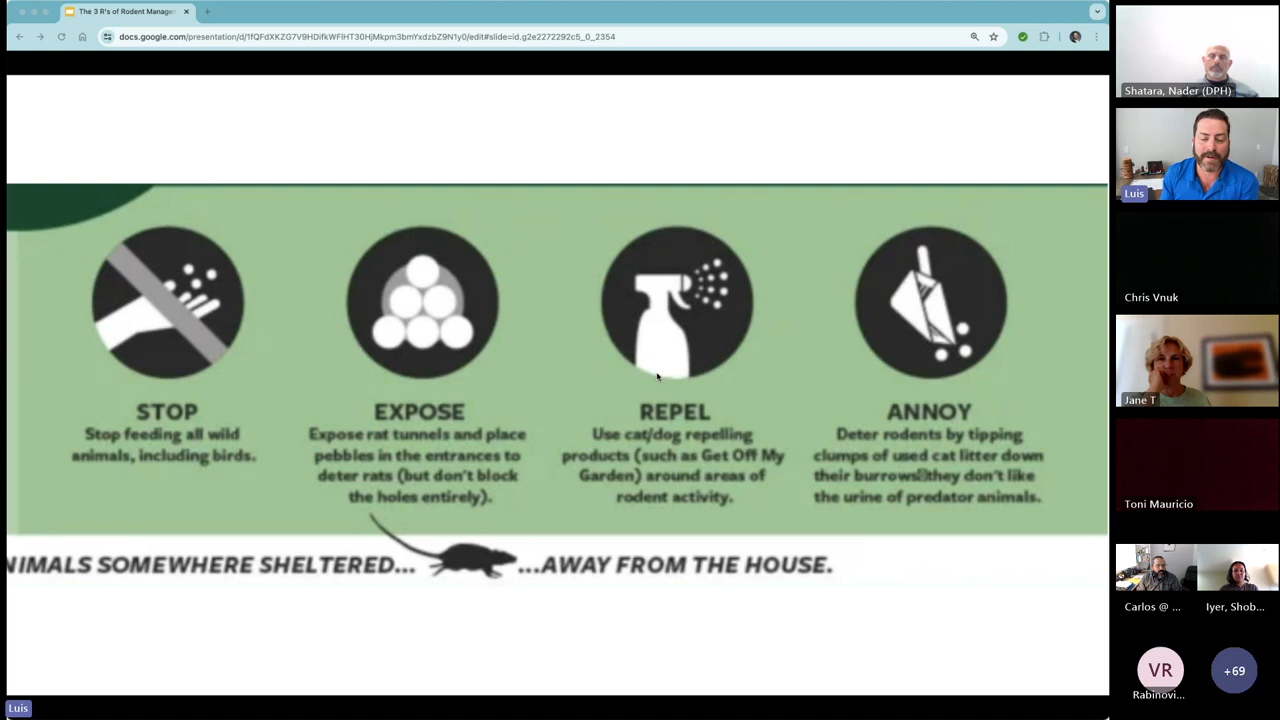 The 3 R's of Rodent Manage
docs.google.com/presentation/d/1fQFdXKZG7V9HDifkWFIHT30HjMkpm3bmYxdzbZ9N1y0/edit#slide=id.g2e2272292c5_0_2354
STOP
Stop feeding all wild
animals, including birds.
EXPOSE
Expose rat tunnels and place
pebbles in the entrances to
deter rats (but don't block
the holes entirely).
REPEL
Use cat/dog repelling
products (such as Get Off My
Garden) around areas of
rodent activity.
ANNOY
Deter rodents by tipping
clumps of used cat litter down
their burrows they don't like
the urine of predator animals.
NIMALS SOMEWHERE SHELTERED... ...AWAY FROM THE HOUSE.
Luis
Shatara, Nader (DPH)
Luis
Chris Vnuk
Jane T
Toni Mauricio
Carlos @ ...
Iyer, Shob...
VR
Rabinovi...
+69